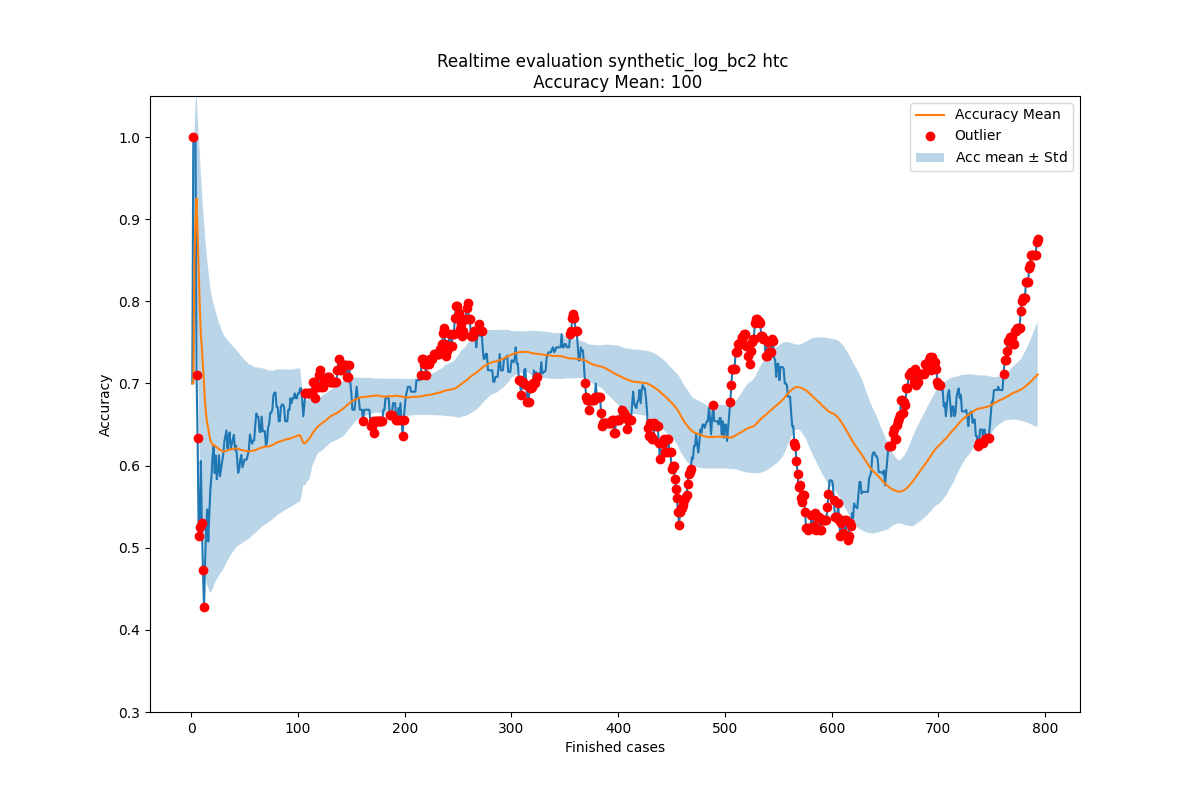 Realtime evaluation synthetic_log_bc2 htc
Accuracy Mean: 100
Accuracy Mean
Outlier
Acc mean ± Std
1.0
0.9
0.8
0.7
0.6
0.5
0.4
0.3
Accuracy
0
100
200
300
400
500
600
700
800
Finished cases